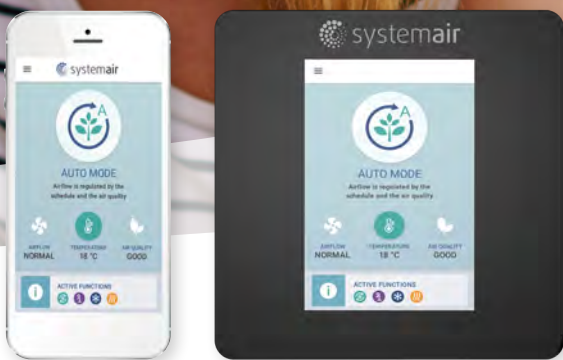 systemair
AUTO MODE
Airflow is regulated by the
schedule and the air quality
AIRFLOW
NORMAL
TEMPERATURE
18 °C
AIR QUALITY
GOOD
ACTIVE FUNCTIONS
systemair
AUTO MODE
Airflow is regulated by the
schedule and the air quality
AIRFLOW
NORMAL
TEMPERATURE
18 °C
AIR QUALITY
GOOD
ACTIVE FUNCTIONS